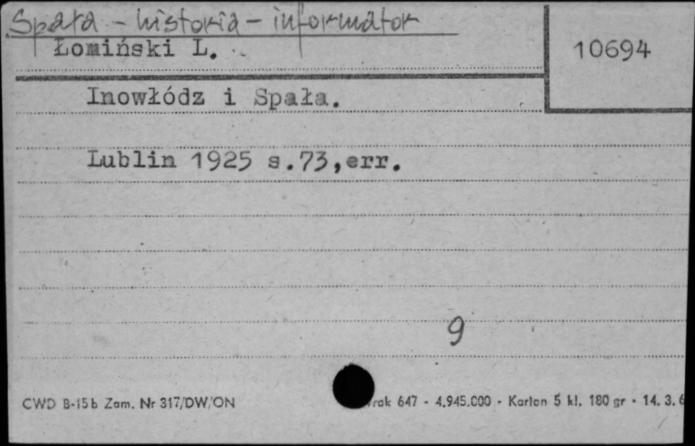 Spała - historia - informator
Łomiński L.
10694
Inowłódz i Spała.
Lublin 1925 s.73,err.
9
CWD B-15b Zam. Nr 317/DW/ON
647 - 4.945.000 - Karton 5 kl. 180 gr - 14. 3. 6